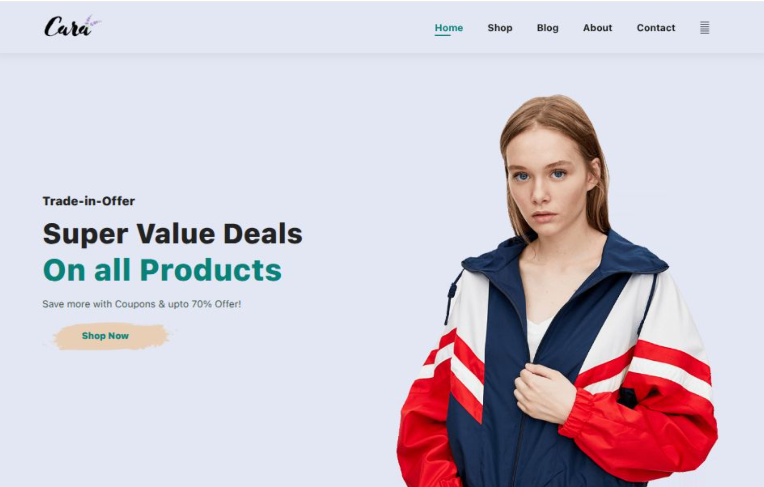 Cara
Home Shop Blog About Contact
Trade-in-Offer
Super Value Deals
On all Products
Save more with Coupons & upto 70% Offer!
Shop Now